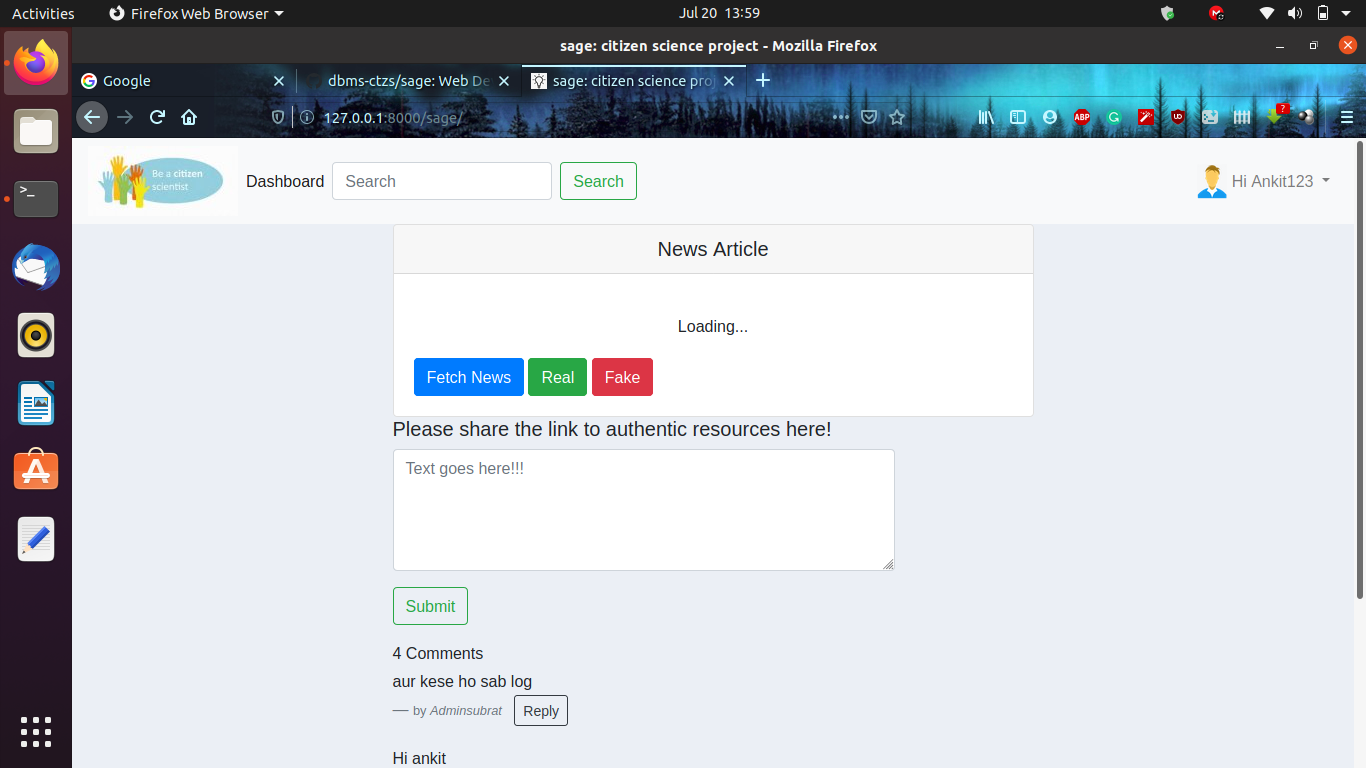 Activities
Firefox Web Browser
Jul 20 13:59
sage: citizen science project - Mozilla Firefox
Google
dbms-ctzs/sage: Web De
sage: citizen science pro
127.0.0.1:8000/sage/
ABP
?
Be a citizen
scientist
Dashboard
Search
Search
Hi Ankit123
News Article
Loading...
Fetch News
Real
Fake
Please share the link to authentic resources here!
Text goes here!!!
Submit
4 Comments
aur kese ho sab log
— by Adminsubrat
Reply
Hi ankit